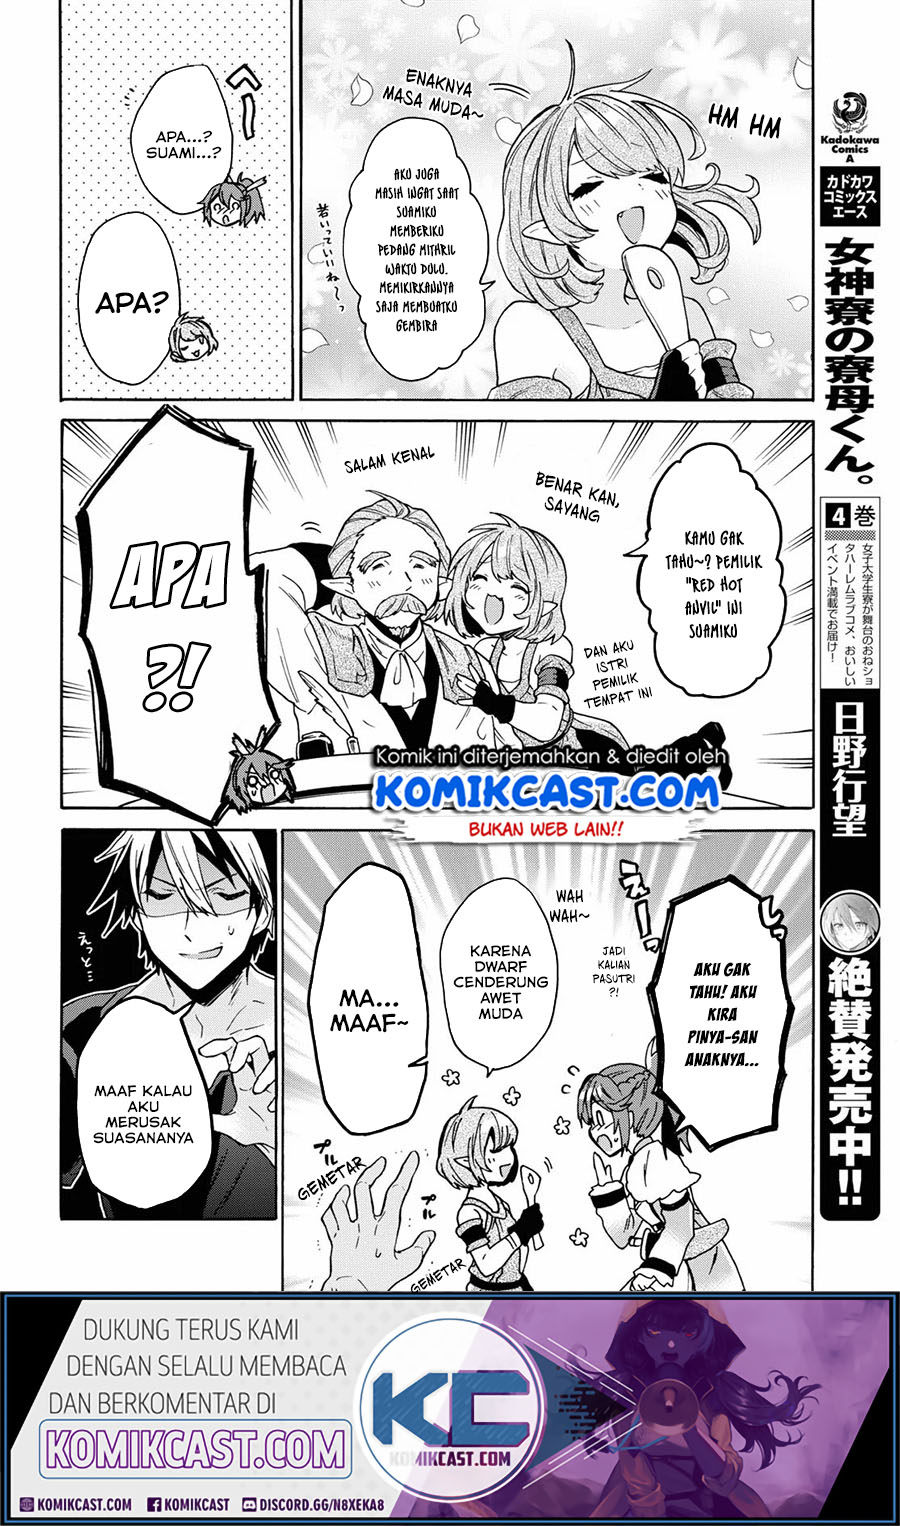 HM HM
ENAKNYA
MASA MUDA~
AKU JUGA
MASIH INGAT SAAT
SUAMIKU
MEMBERIKU
PEDANG MITARIL
WAKTU DULU.
MEMIKIRKANNYA
SAJA MEMBUATKU
GEMBIRA
若いっていいね～っ
へー
APA...?
SUAMI...?
APA?
KAMU GAK
TAHU~? PEMILIK
"RED HOT
ANVIL" INI
SUAMIKU
BENAR KAN,
SAYANG
SALAM KENAL
DAN AKU
ISTRI
PEMILIK
TEMPAT INI
APA
?!
Komik ini diterjemahkan & diedit oleh
KOMIKCAST.COM
BUKAN WEB LAIN!!
えーーっ
AKU GAK
TAHU! AKU
KIRA
PINYA-SAN
ANAKNYA...
JADI
KALIAN
PASUTRI
?!
WAH
WAH~
KARENA
DWARF
CENDERUNG
AWET
MUDA
MA...
MAAF~
GEMETAR
GEMETAR
えっと…
MAAF KALAU
AKU
MERUSAK
SUASANANYA
Kadokawa
Comics
A
カドカワ
コミックス
エース
女神寮の寮母くん。
4巻
女子大学生寮が舞台のおねショ
タハーレムラブコメ、おいしい
イベント満載でお届け！
日野行望
絶賛発売中!!
DUKUNG TERUS KAMI
DENGAN SELALU MEMBACA
DAN BERKOMENTAR DI
KOMIKCAST.COM
KC
KOMIKCAST.COM
KOMIKCAST.COM
KOMIKCAST
DISCORD.GG/N8XEKA8